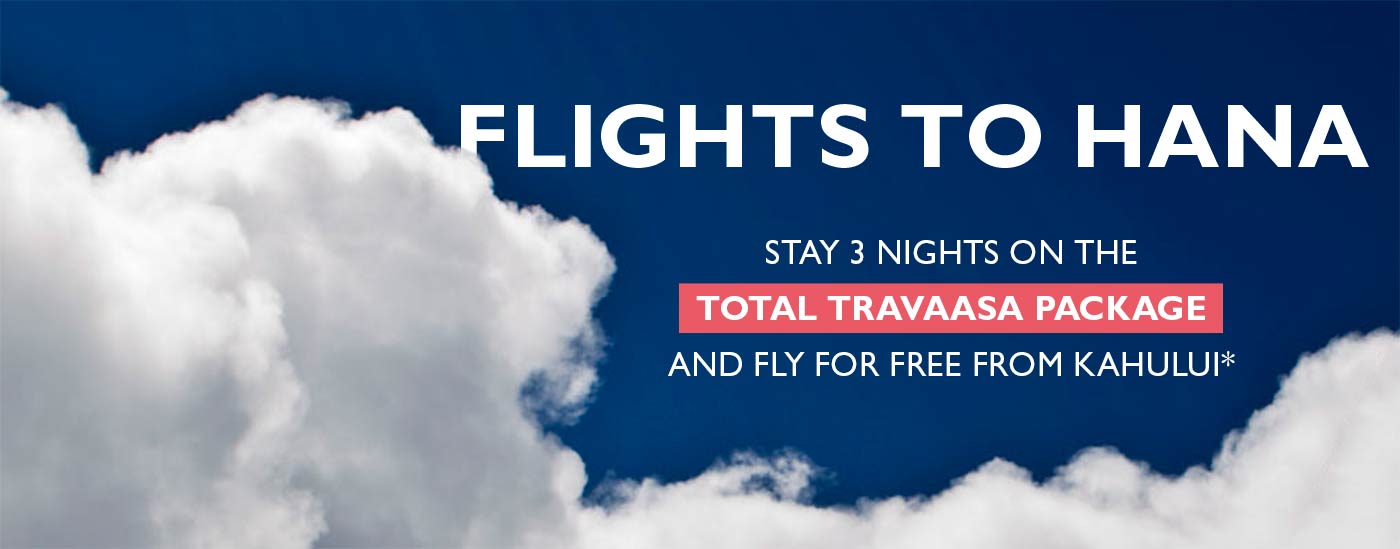 FLIGHTS TO HANA
STAY 3 NIGHTS ON THE
TOTAL TRAVAASA PACKAGE
AND FLY FOR FREE FROM KAHULUI*